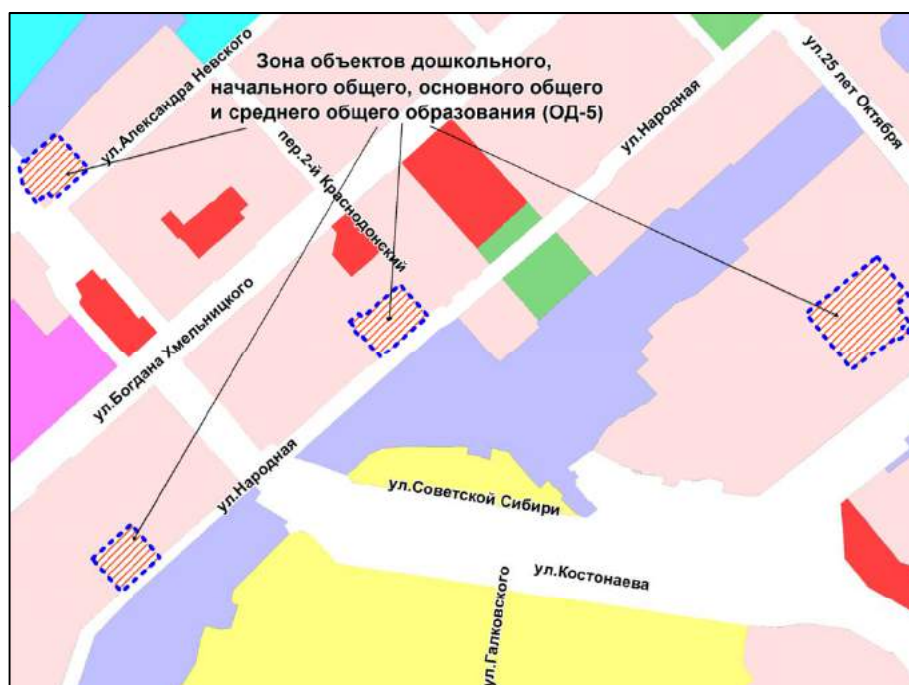 Зона объектов дошкольного,
начального общего, основного общего
и среднего общего образования (ОД-5)
ул.Александра Невского
пер.2-й Краснодонский
ул.Народная
ул.25 лет Октября
ул.Богдана Хмельницкого
ул.Народная
ул.Советской Сибири
ул.Костонаева
ул.Галковского